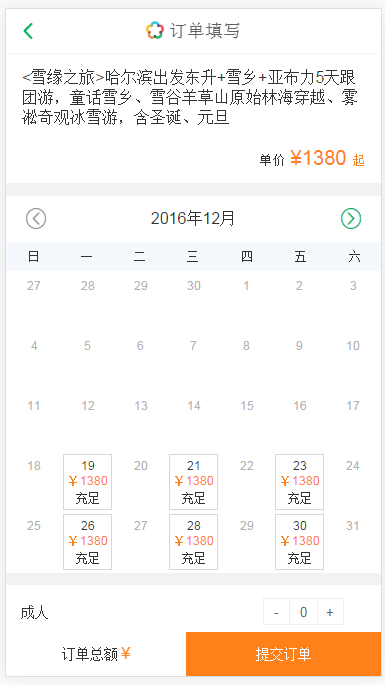 订单填写
<雪缘之旅>哈尔滨出发东升+雪乡+亚布力5天跟
团游，童话雪乡、雪谷羊草山原始林海穿越、雾
凇奇观冰雪游，含圣诞、元旦
单价 ¥1380 起
2016年12月
日 一 二 三 四 五 六
27 28 29 30 1 2 3
4 5 6 7 8 9 10
11 12 13 14 15 16 17
18 19 20 21 22 23 24
¥1380 ¥1380 ¥1380
充足 充足 充足
25 26 27 28 29 30 31
¥1380 ¥1380 ¥1380
充足 充足 充足
成人 - 0 +
订单总额¥ 提交订单